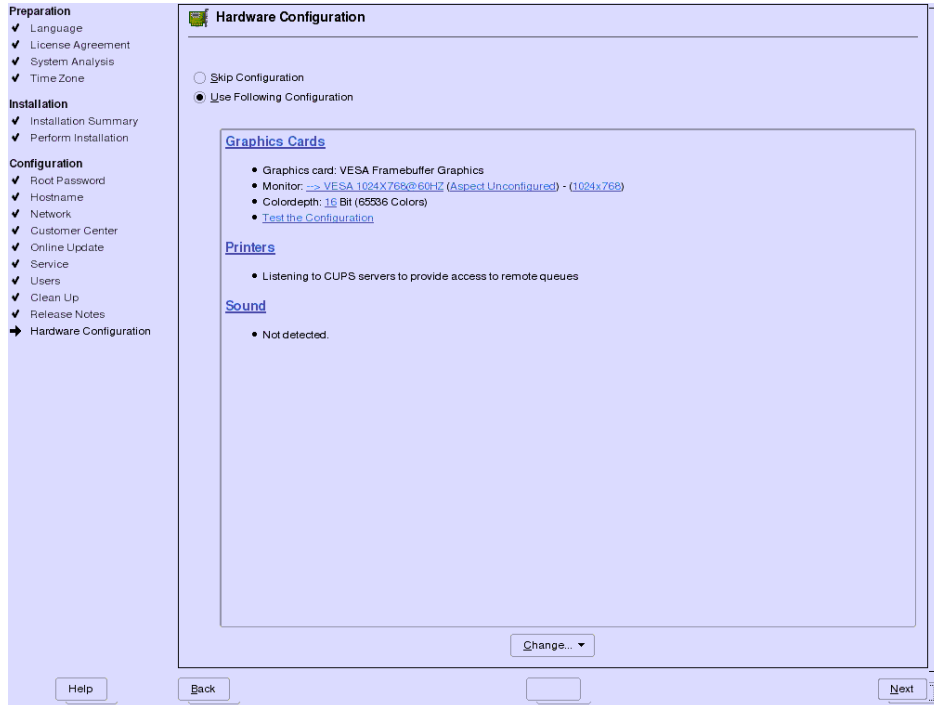 Preparation
Language
License Agreement
System Analysis
Time Zone
Installation
Installation Summary
Perform Installation
Configuration
Root Password
Hostname
Network
Customer Center
Online Update
Service
Users
Clean Up
Release Notes
Hardware Configuration
Hardware Configuration
Skip Configuration
Use Following Configuration
Graphics Cards
Graphics card: VESA Framebuffer Graphics
Monitor: --> VESA 1024X768@60HZ (Aspect Unconfigured) - (1024x768)
Colordepth: 16 Bit (65536 Colors)
Test the Configuration
Printers
Listening to CUPS servers to provide access to remote queues
Sound
Not detected.
Change...
Help
Back
Next